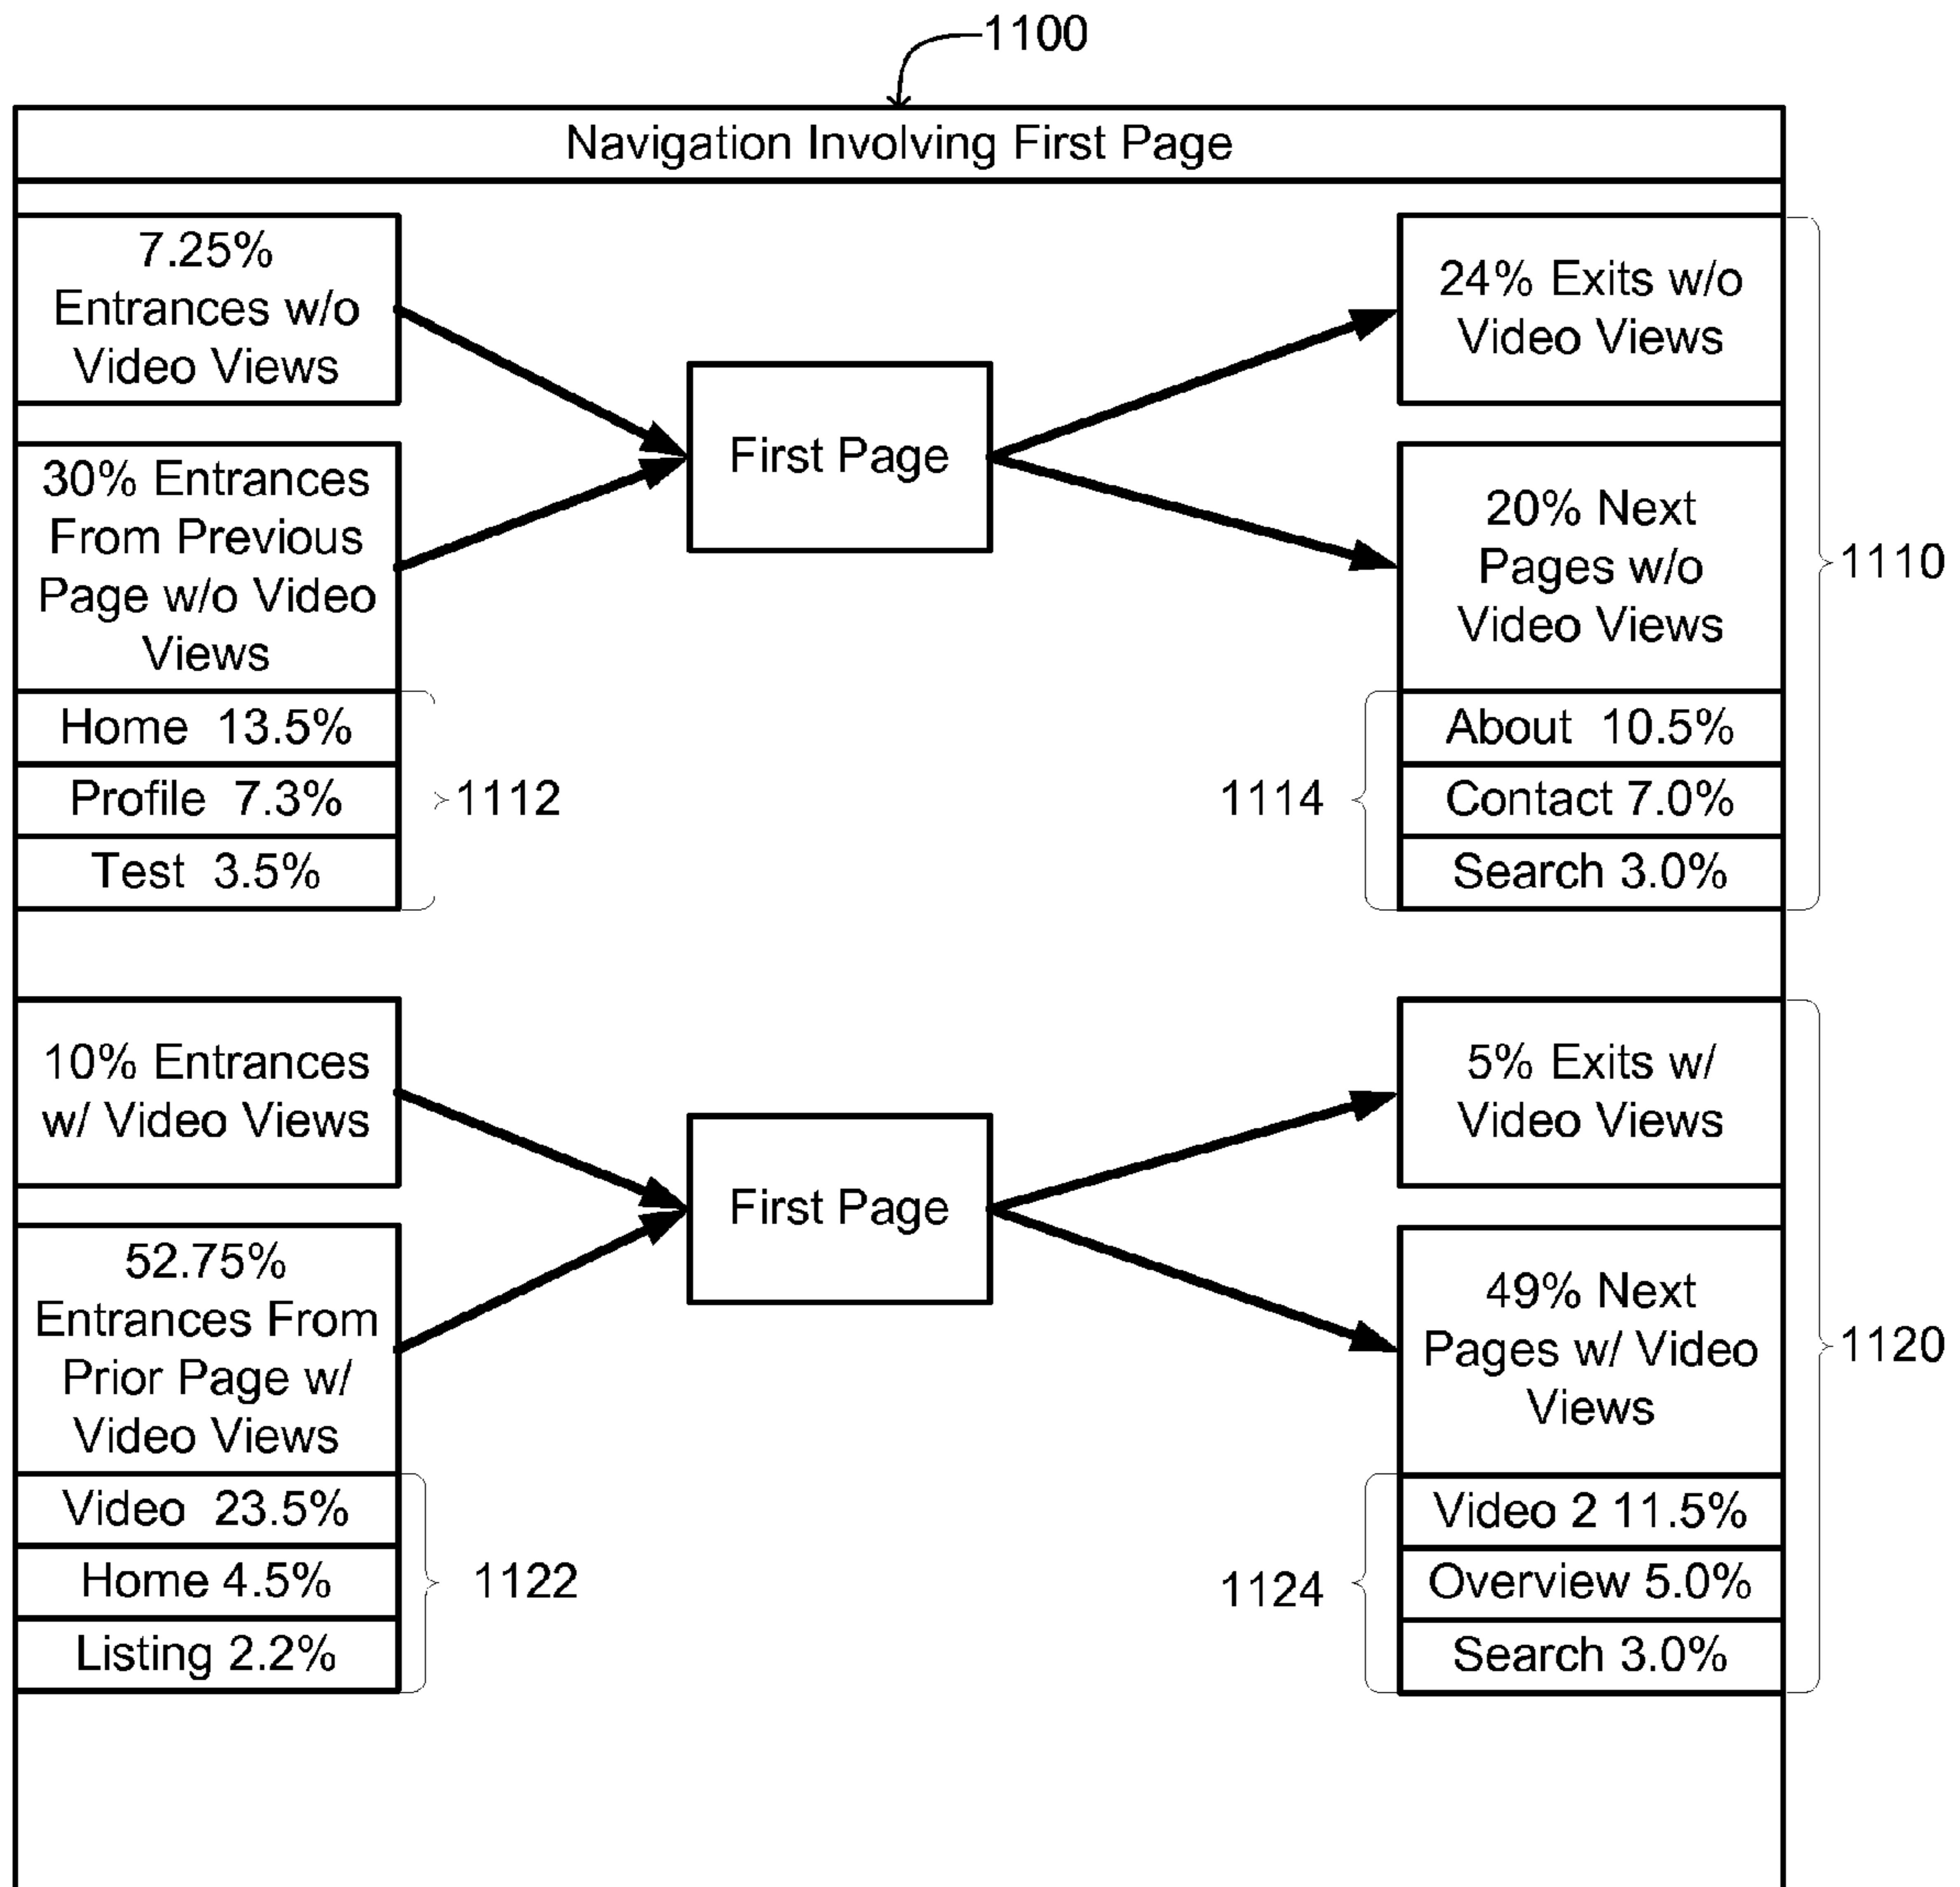 1100
Navigation Involving First Page
7.25%
Entrances w/o
Video Views
30% Entrances
From Previous
Page w/o Video
Views
Home 13.5%
Profile 7.3%
Test 3.5%
1112
First Page
24% Exits w/o
Video Views
20% Next
Pages w/o
Video Views
About 10.5%
Contact 7.0%
Search 3.0%
1114
1110
10% Entrances
w/ Video Views
52.75%
Entrances From
Prior Page w/
Video Views
Video 23.5%
Home 4.5%
Listing 2.2%
1122
First Page
5% Exits w/
Video Views
49% Next
Pages w/ Video
Views
Video 2 11.5%
Overview 5.0%
Search 3.0%
1124
1120